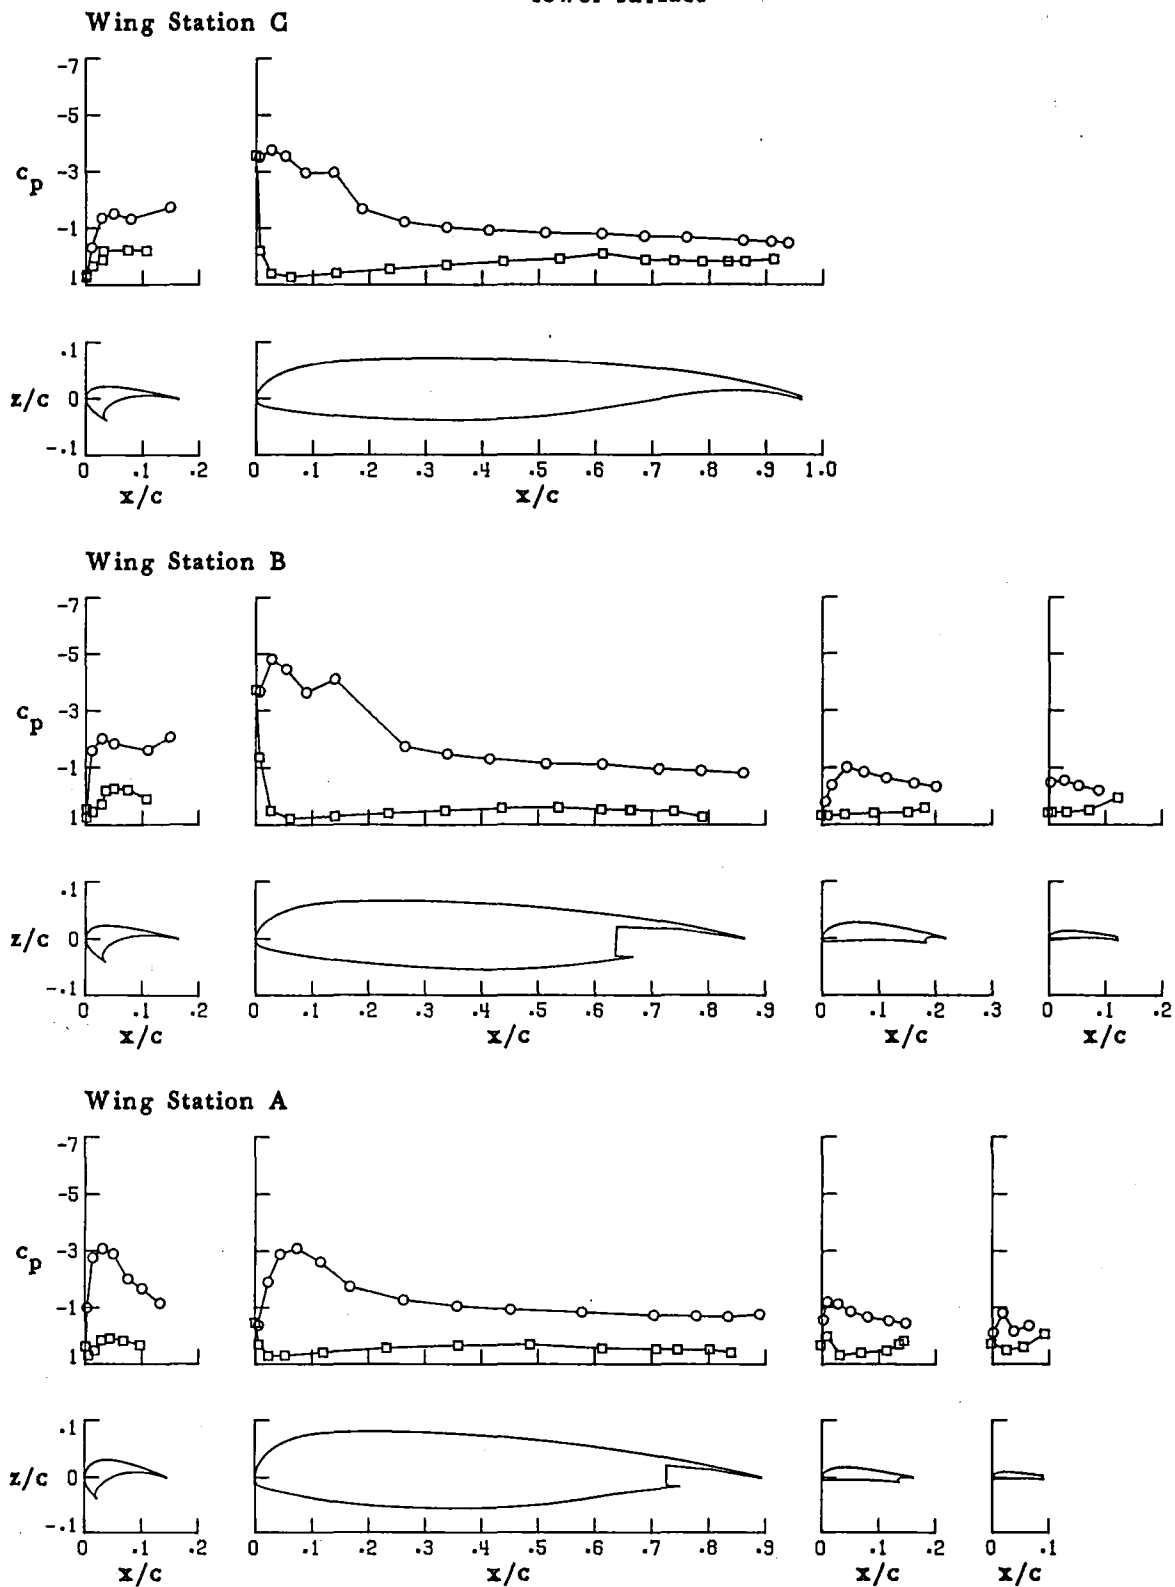 lower surface
Wing Station C
-7
-5
-3
-1
1
c_p
.1
0
-.1
z/c
0 .1 .2
x/c
0 .1 .2 .3 .4 .5 .6 .7 .8 .9 1.0
x/c
Wing Station B
-7
-5
-3
-1
1
c_p
.1
0
-.1
z/c
0 .1 .2
x/c
0 .1 .2 .3 .4 .5 .6 .7 .8 .9
x/c
0 .1 .2 .3
x/c
0 .1 .2
x/c
Wing Station A
-7
-5
-3
-1
1
c_p
.1
0
-.1
z/c
0 .1 .2
x/c
0 .1 .2 .3 .4 .5 .6 .7 .8 .9
x/c
0 .1 .2
x/c
0 .1
x/c